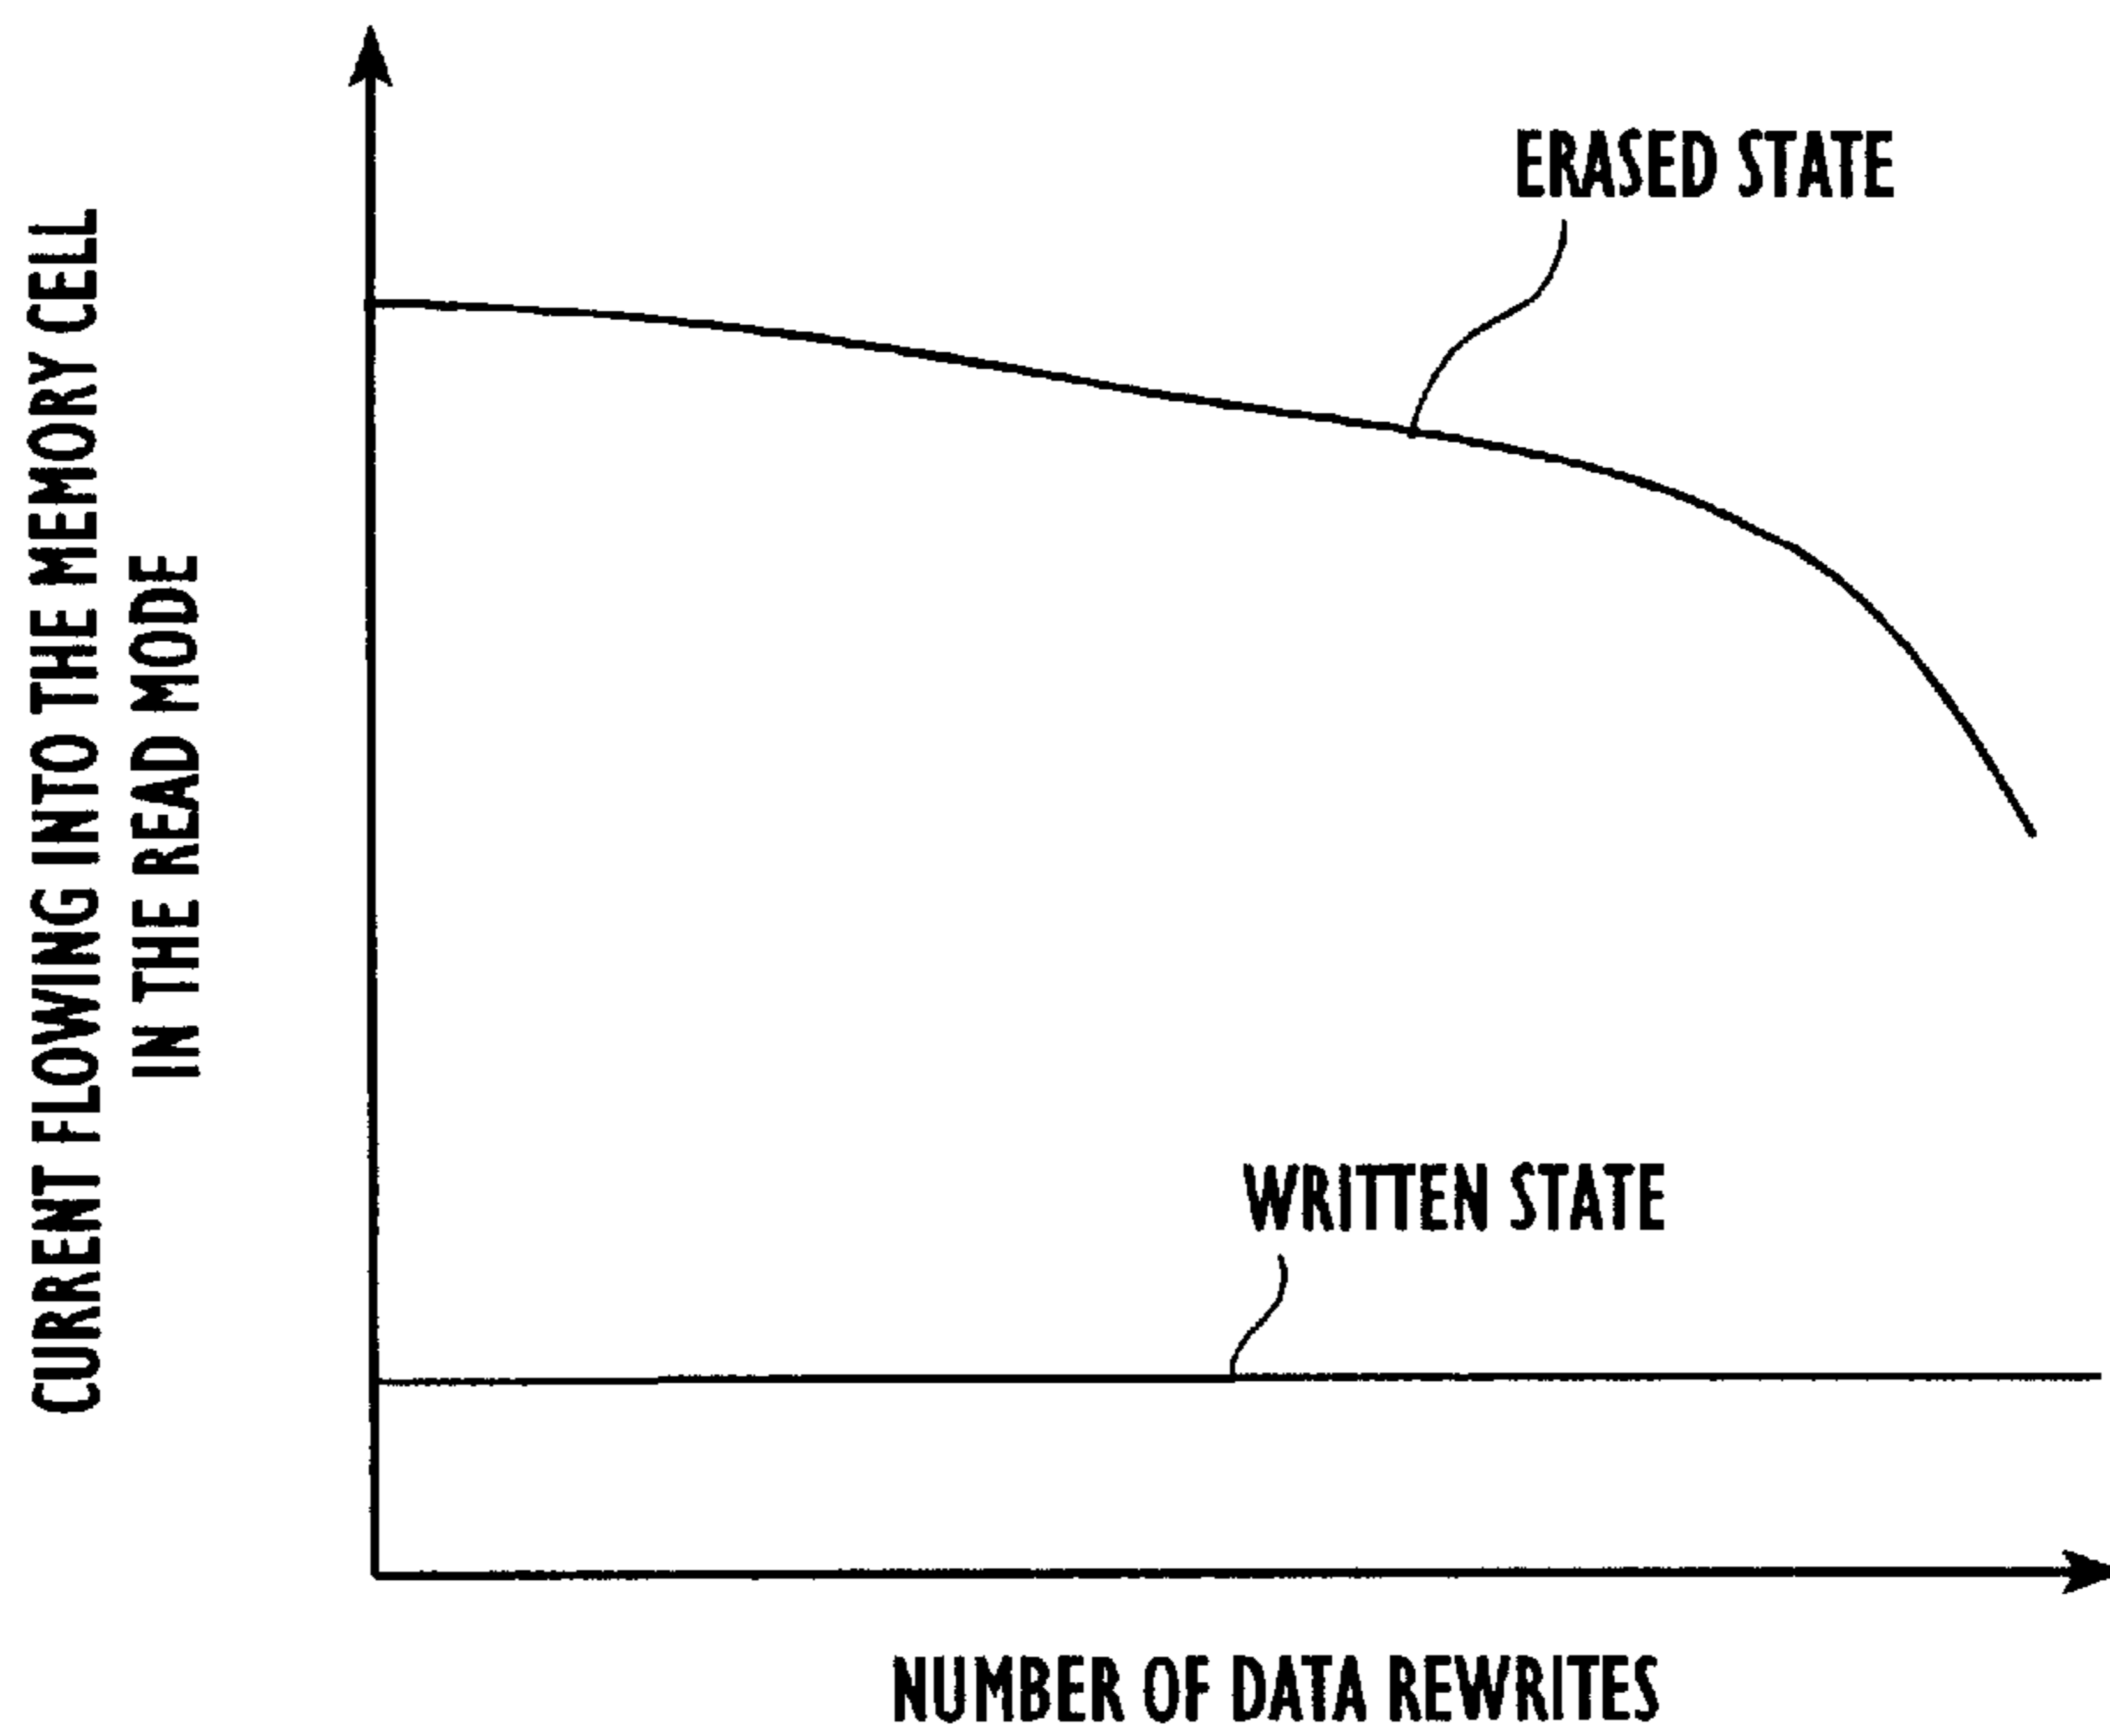 CURRENT FLOWING INTO THE MEMORY CELL
IN THE READ MODE
ERASED STATE
WRITTEN STATE
NUMBER OF DATA REWRITES